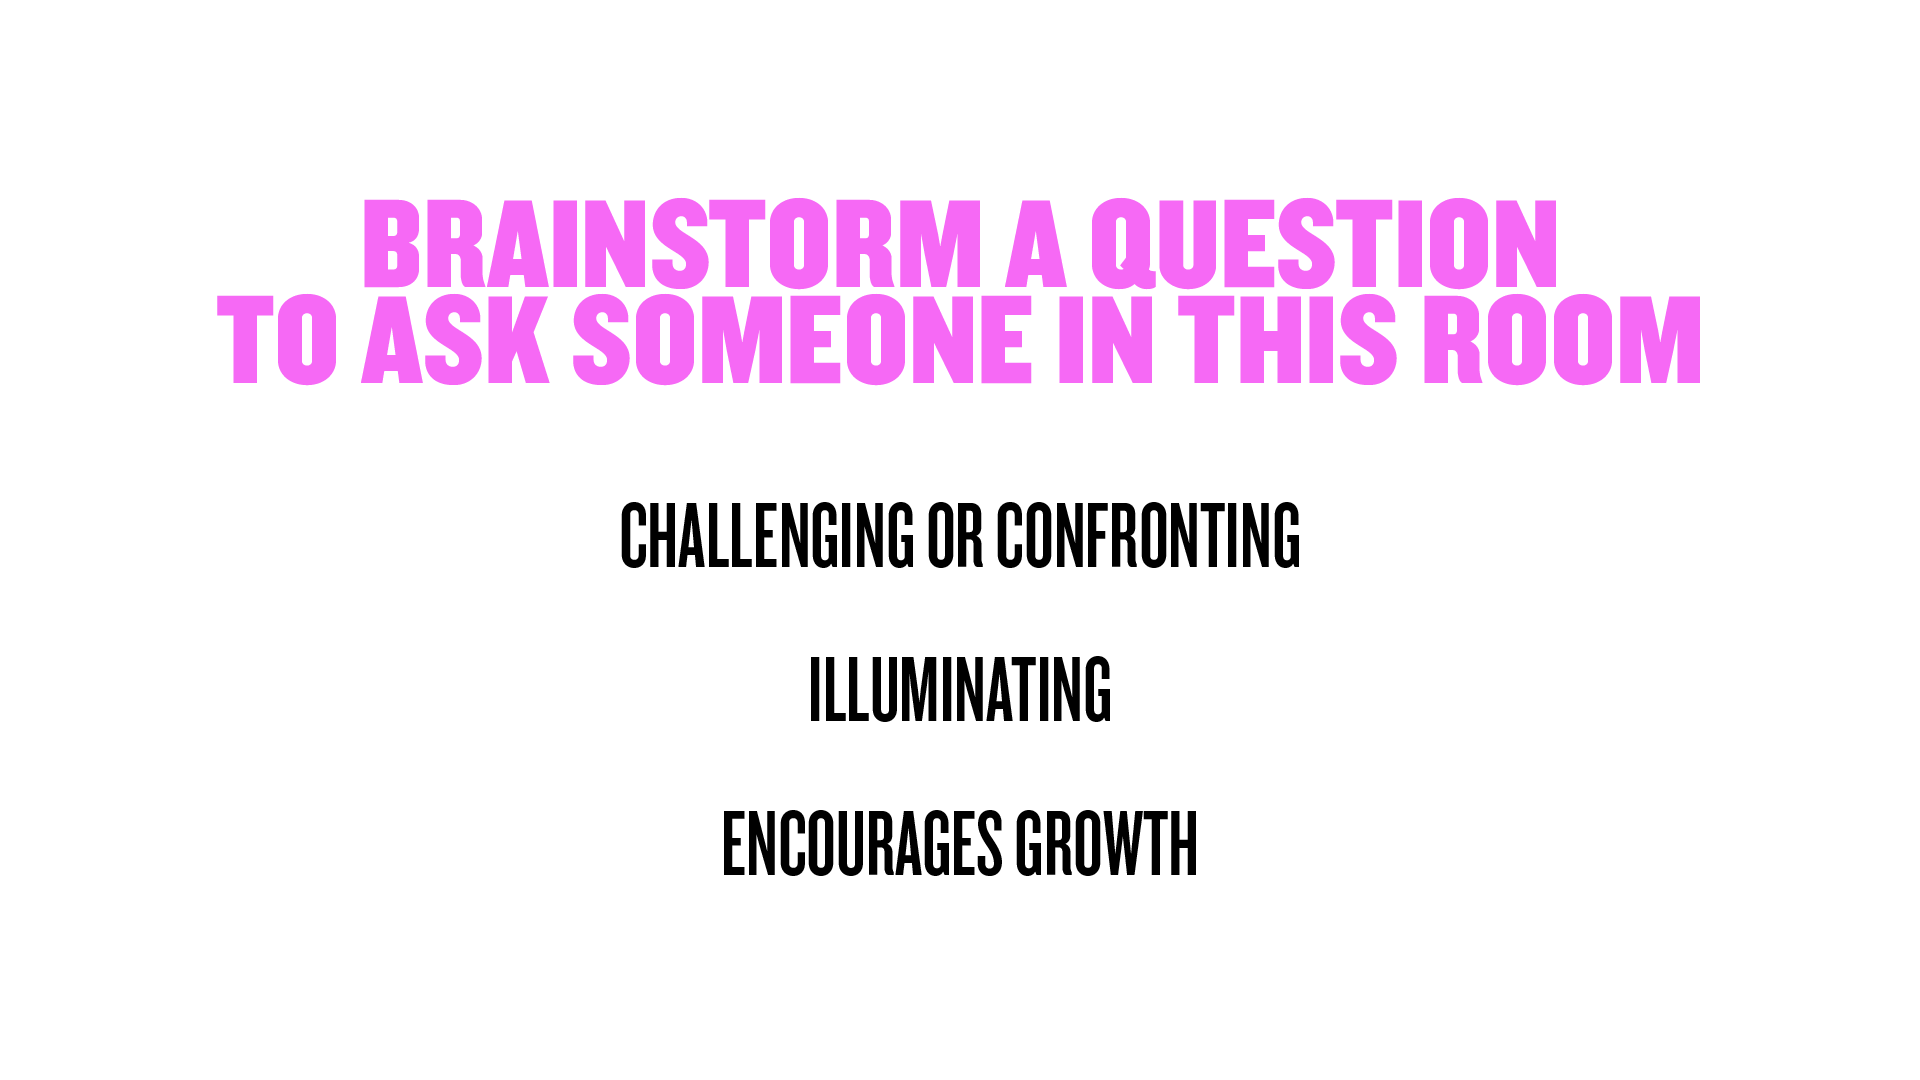 BRAINSTORM A QUESTION
TO ASK SOMEONE IN THIS ROOM
CHALLENGING OR CONFRONTING
ILLUMINATING
ENCOURAGES GROWTH